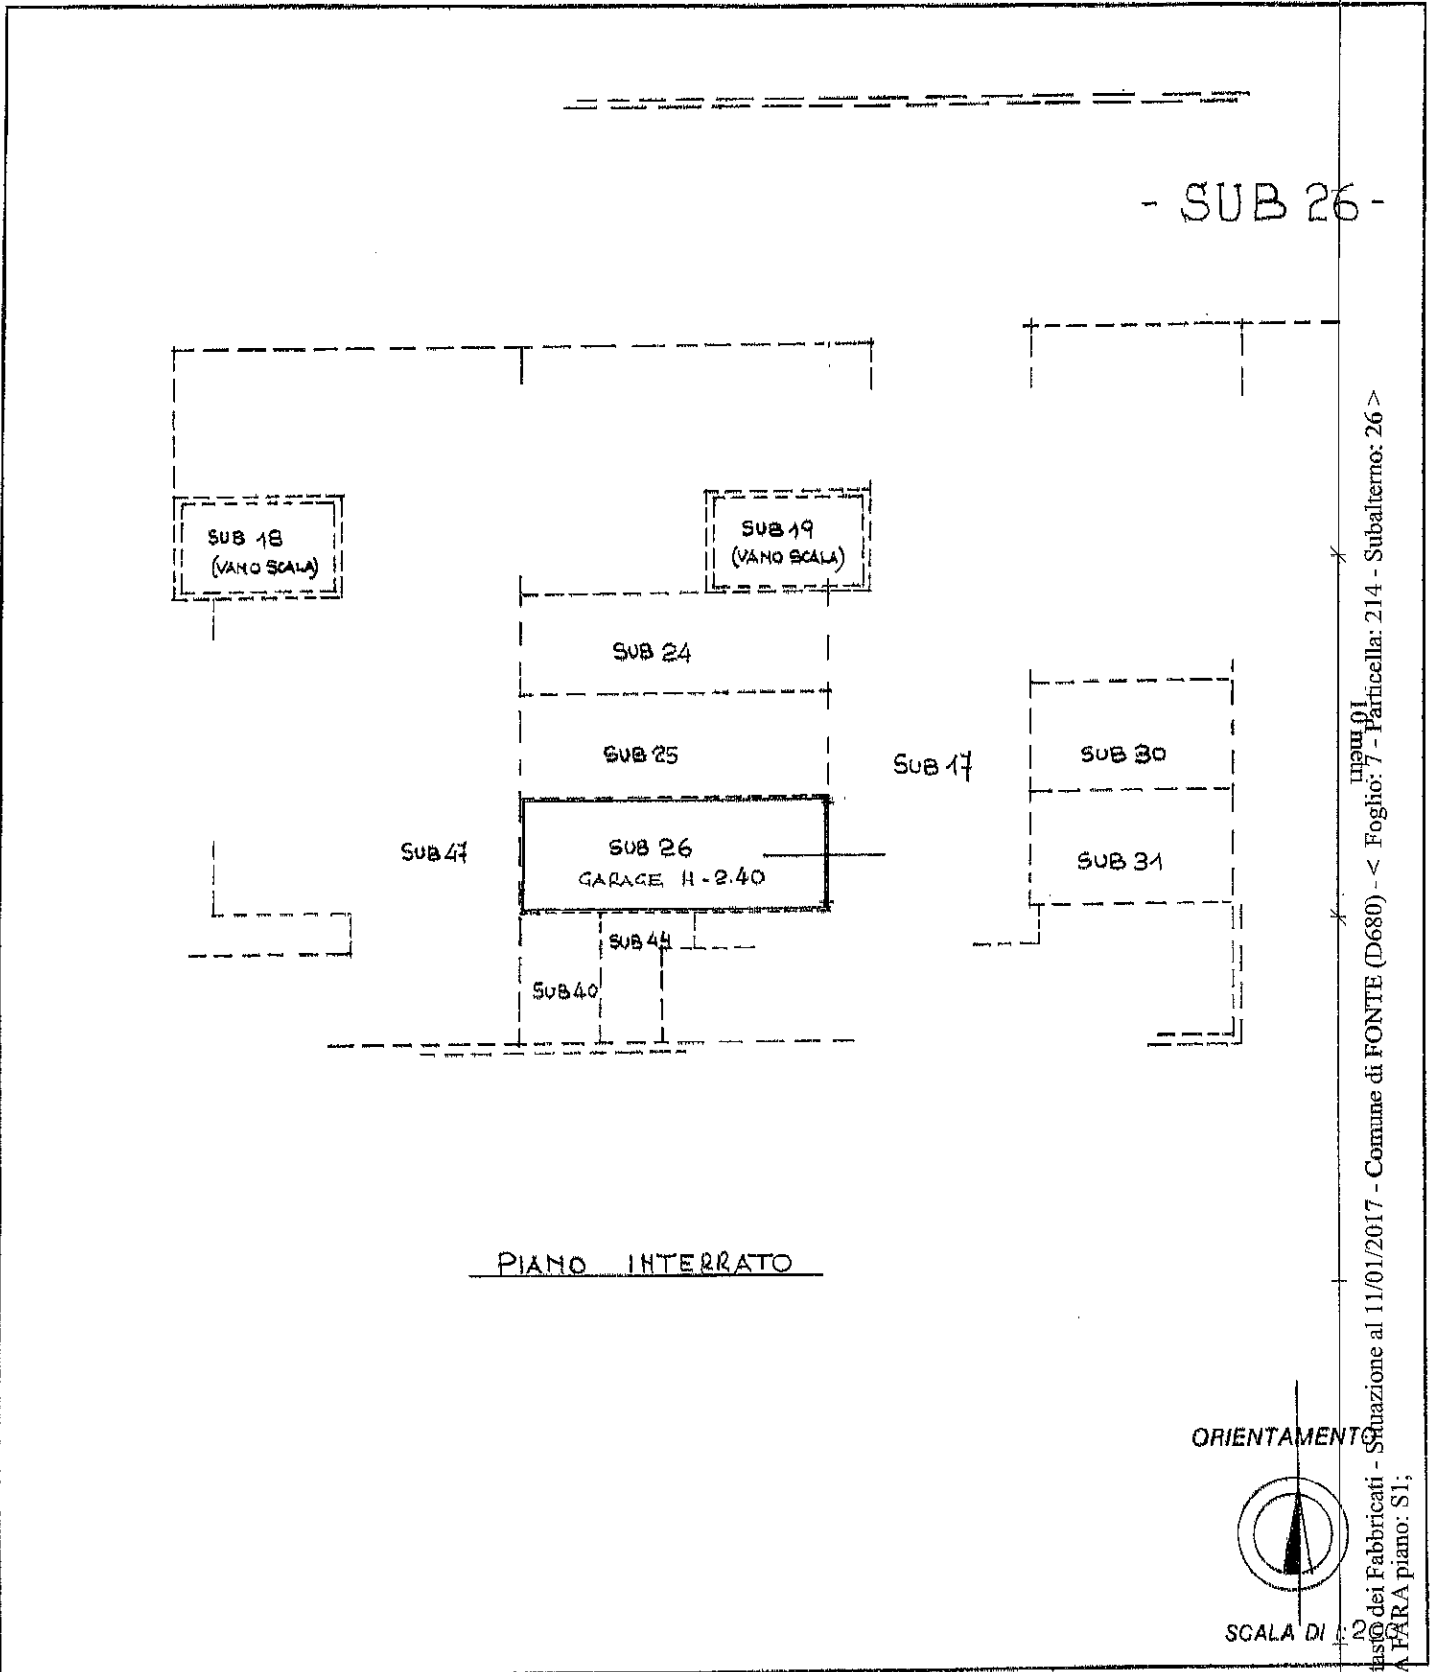 - SUB 26 -
SUB 18
(VANO SCALA)
SUB 19
(VANO SCALA)
SUB 24
SUB 25
SUB 17
SUB 30
SUB 47
SUB 26
GARAGE H-2.40
SUB 31
SUB 44
SUB 40
PIANO INTERRATO
10 metri
ORIENTAMENTO
SCALA DI 1:2
dei Fabbricati - Situazione al 11/01/2017 - Comune di FONTE (D680) - < Foglio: 7 - Particella: 214 - Subalterno: 26 >
FARA piano: S1;